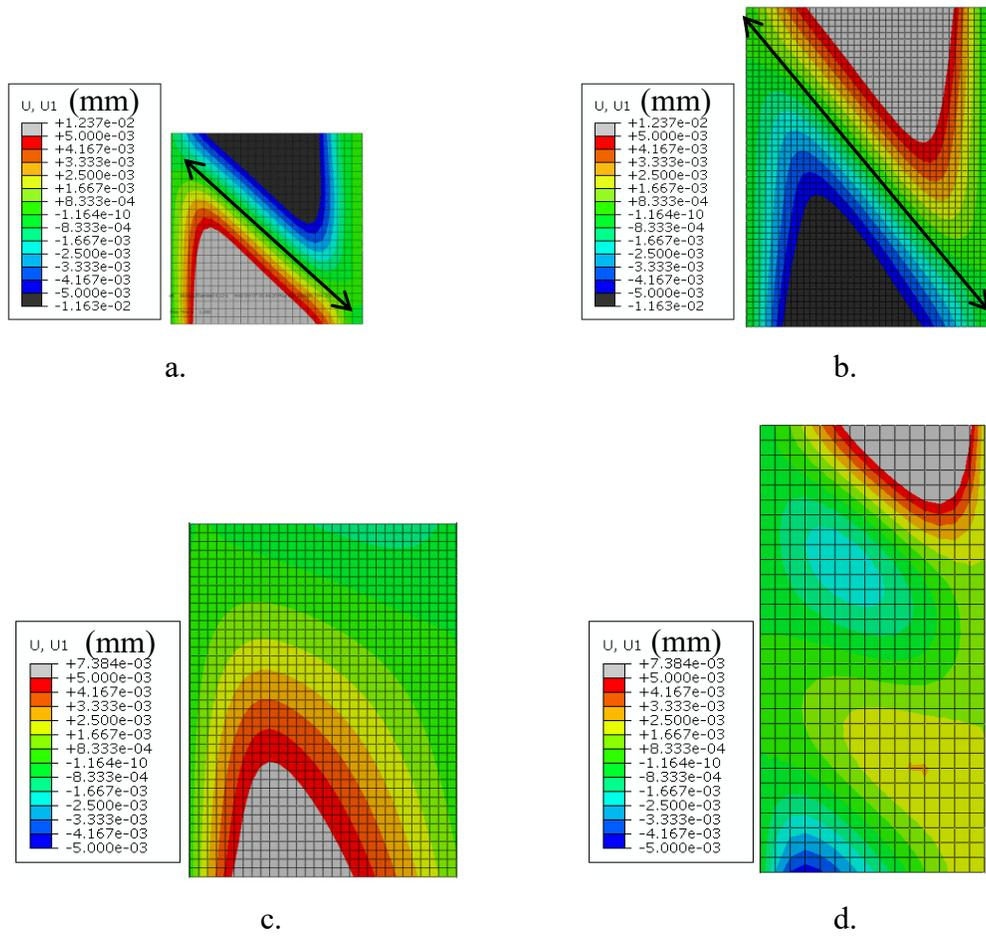 U, U1 (mm)
+1.237e-02
+5.000e-03
+4.167e-03
+3.333e-03
+2.500e-03
+1.667e-03
+8.333e-04
-1.164e-10
-8.333e-04
-1.667e-03
-2.500e-03
-3.333e-03
-4.167e-03
-5.000e-03
-1.163e-02
a.
U, U1 (mm)
+1.237e-02
+5.000e-03
+4.167e-03
+3.333e-03
+2.500e-03
+1.667e-03
+8.333e-04
-1.164e-10
-8.333e-04
-1.667e-03
-2.500e-03
-3.333e-03
-4.167e-03
-5.000e-03
-1.163e-02
b.
U, U1 (mm)
+7.384e-03
+5.000e-03
+4.167e-03
+3.333e-03
+2.500e-03
+1.667e-03
+8.333e-04
-1.164e-10
-8.333e-04
-1.667e-03
-2.500e-03
-3.333e-03
-4.167e-03
-5.000e-03
c.
U, U1 (mm)
+7.384e-03
+5.000e-03
+4.167e-03
+3.333e-03
+2.500e-03
+1.667e-03
+8.333e-04
-1.164e-10
-8.333e-04
-1.667e-03
-2.500e-03
-3.333e-03
-4.167e-03
-5.000e-03
d.